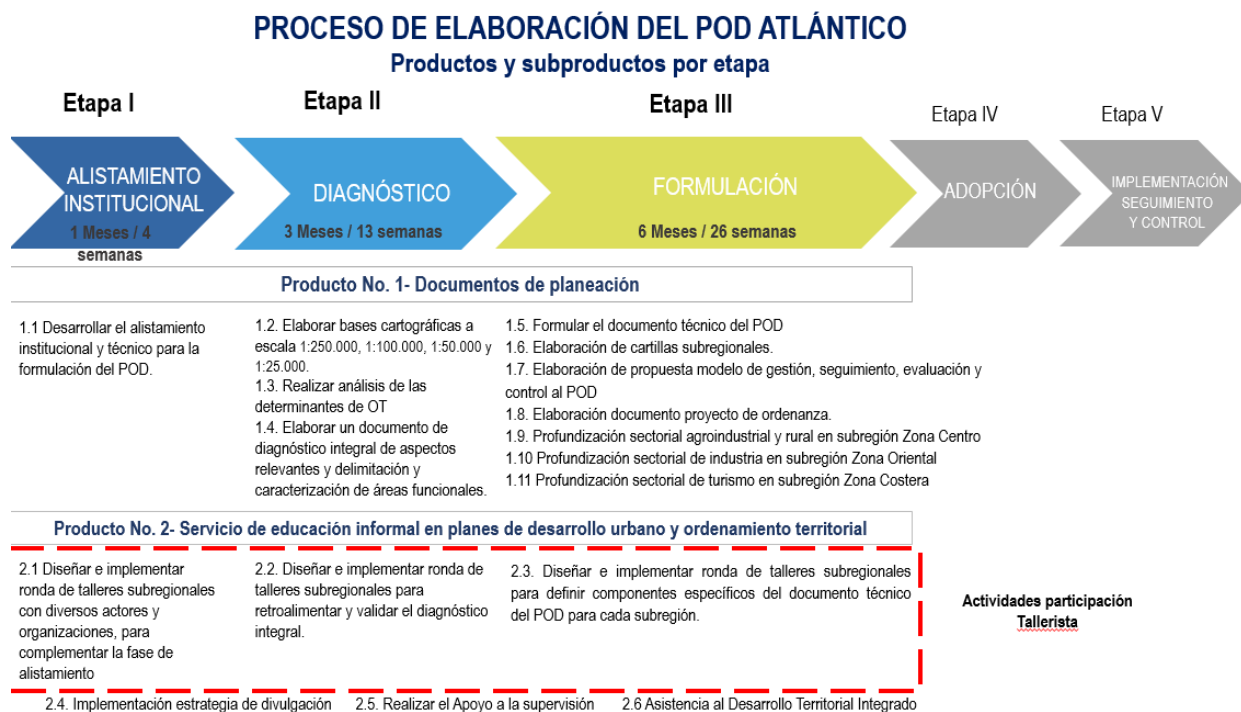 PROCESO DE ELABORACIÓN DEL POD ATLÁNTICO
Productos y subproductos por etapa
Etapa I
Etapa II
Etapa III
Etapa IV
Etapa V
ALISTAMIENTO
INSTITUCIONAL
1 Meses / 4
semanas
DIAGNÓSTICO
3 Meses / 13 semanas
FORMULACIÓN
6 Meses / 26 semanas
ADOPCIÓN
IMPLEMENTACIÓN
SEGUIMIENTO
Y CONTROL
Producto No. 1- Documentos de planeación
1.1 Desarrollar el alistamiento
institucional y técnico para la
formulación del POD.
1.2. Elaborar bases cartográficas a
escala 1:250.000, 1:100.000, 1:50.000 y
1:25.000.
1.3. Realizar análisis de las
determinantes de OT
1.4. Elaborar un documento de
diagnóstico integral de aspectos
relevantes y delimitación y
caracterización de áreas funcionales.
1.5. Formular el documento técnico del POD
1.6. Elaboración de cartillas subregionales.
1.7. Elaboración de propuesta modelo de gestión, seguimiento, evaluación y
control al POD
1.8. Elaboración documento proyecto de ordenanza.
1.9. Profundización sectorial agroindustrial y rural en subregión Zona Centro
1.10 Profundización sectorial de industria en subregión Zona Oriental
1.11 Profundización sectorial de turismo en subregión Zona Costera
Producto No. 2- Servicio de educación informal en planes de desarrollo urbano y ordenamiento territorial
2.1 Diseñar e implementar
ronda de talleres subregionales
con diversos actores y
organizaciones, para
complementar la fase de
alistamiento
2.2. Diseñar e implementar ronda de
talleres subregionales para
retroalimentar y validar el diagnóstico
integral.
2.3. Diseñar e implementar ronda de talleres subregionales
para definir componentes específicos del documento técnico
del POD para cada subregión.
Actividades participación
Tallerista
2.4. Implementación estrategia de divulgación
2.5. Realizar el Apoyo a la supervisión
2.6 Asistencia al Desarrollo Territorial Integrado